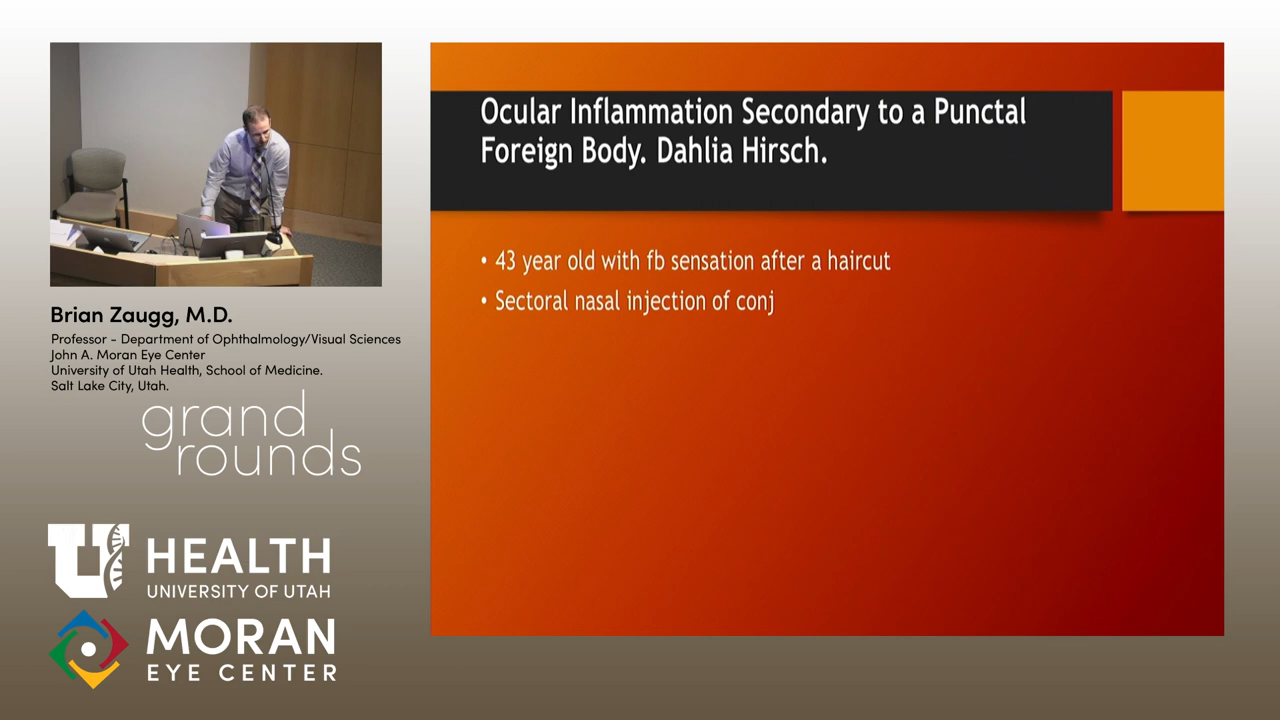 Ocular Inflammation Secondary to a Punctal
Foreign Body. Dahlia Hirsch.
• 43 year old with fb sensation after a haircut
• Sectoral nasal injection of conj
Brian Zaugg, M.D.
Professor - Department of Ophthalmology/Visual Sciences
John A. Moran Eye Center
University of Utah Health, School of Medicine.
Salt Lake City, Utah.
grand
rounds
U HEALTH
UNIVERSITY OF UTAH
MORAN
EYE CENTER